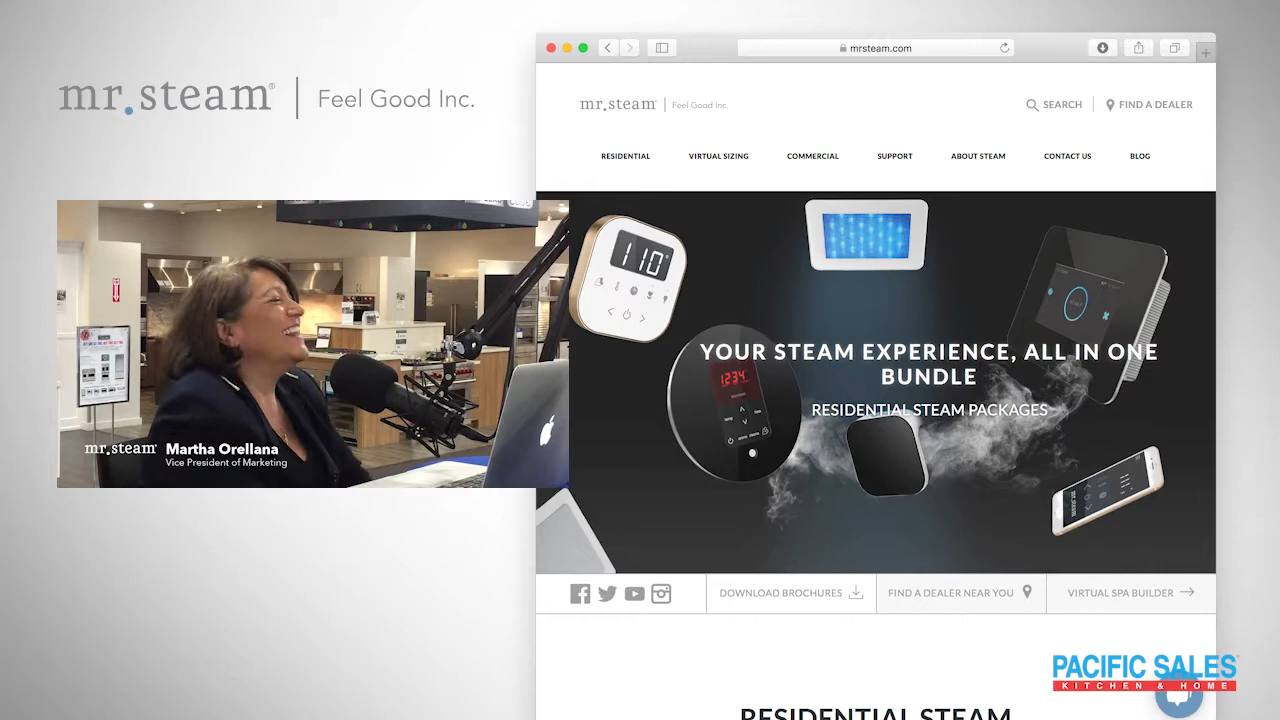 mr.steam® | Feel Good Inc.
mrsteam.com
mr.steam® | Feel Good Inc.
SEARCH
FIND A DEALER
RESIDENTIAL
VIRTUAL SIZING
COMMERCIAL
SUPPORT
ABOUT STEAM
CONTACT US
BLOG
110°
YOUR STEAM EXPERIENCE, ALL IN ONE
BUNDLE
RESIDENTIAL STEAM PACKAGES
1234
mr.steam®
Martha Orellana
Vice President of Marketing
DOWNLOAD BROCHURES
FIND A DEALER NEAR YOU
VIRTUAL SPA BUILDER
RESIDENTIAL STEAM
PACIFIC SALES
KITCHEN & HOME